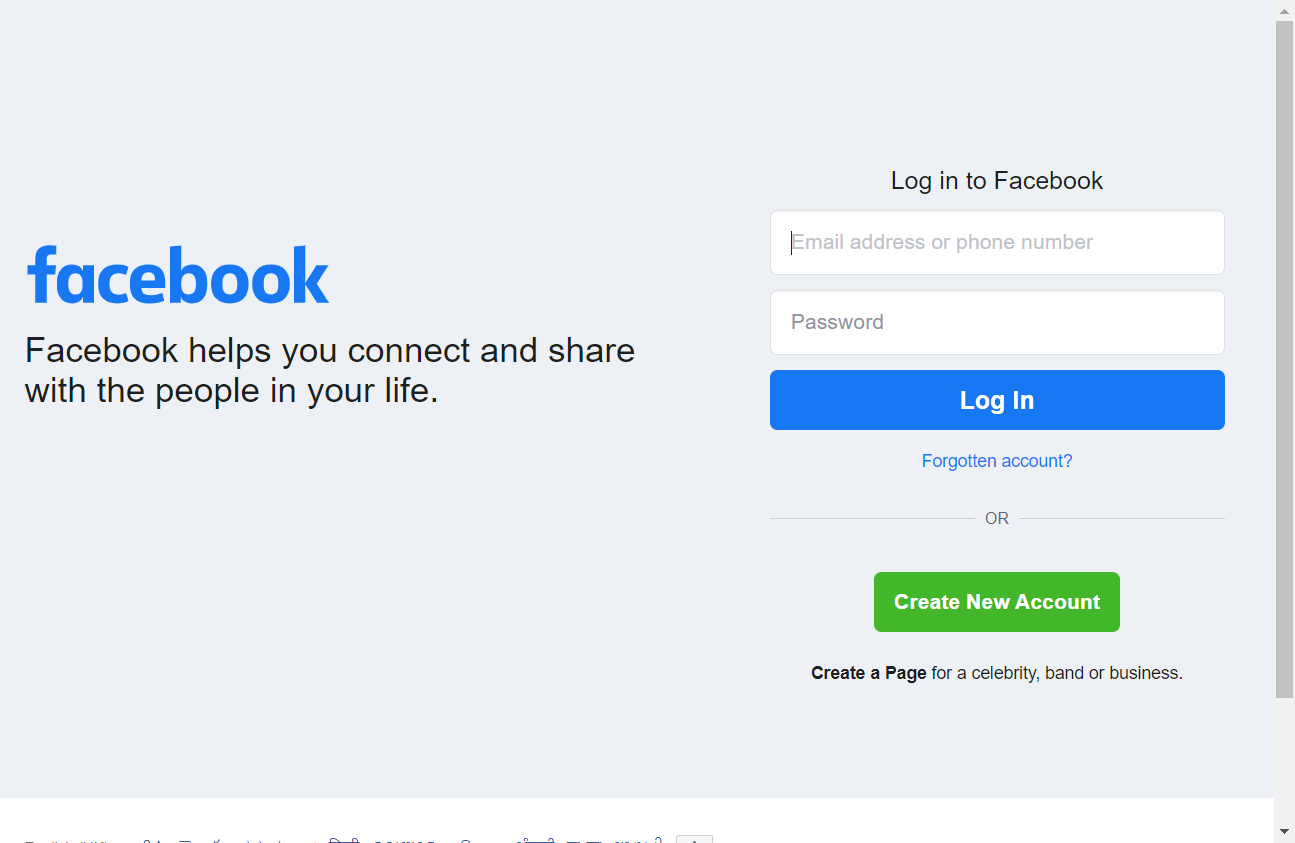 facebook
Facebook helps you connect and share
with the people in your life.
Log in to Facebook
Email address or phone number
Password
Log In
Forgotten account?
OR
Create New Account
Create a Page for a celebrity, band or business.